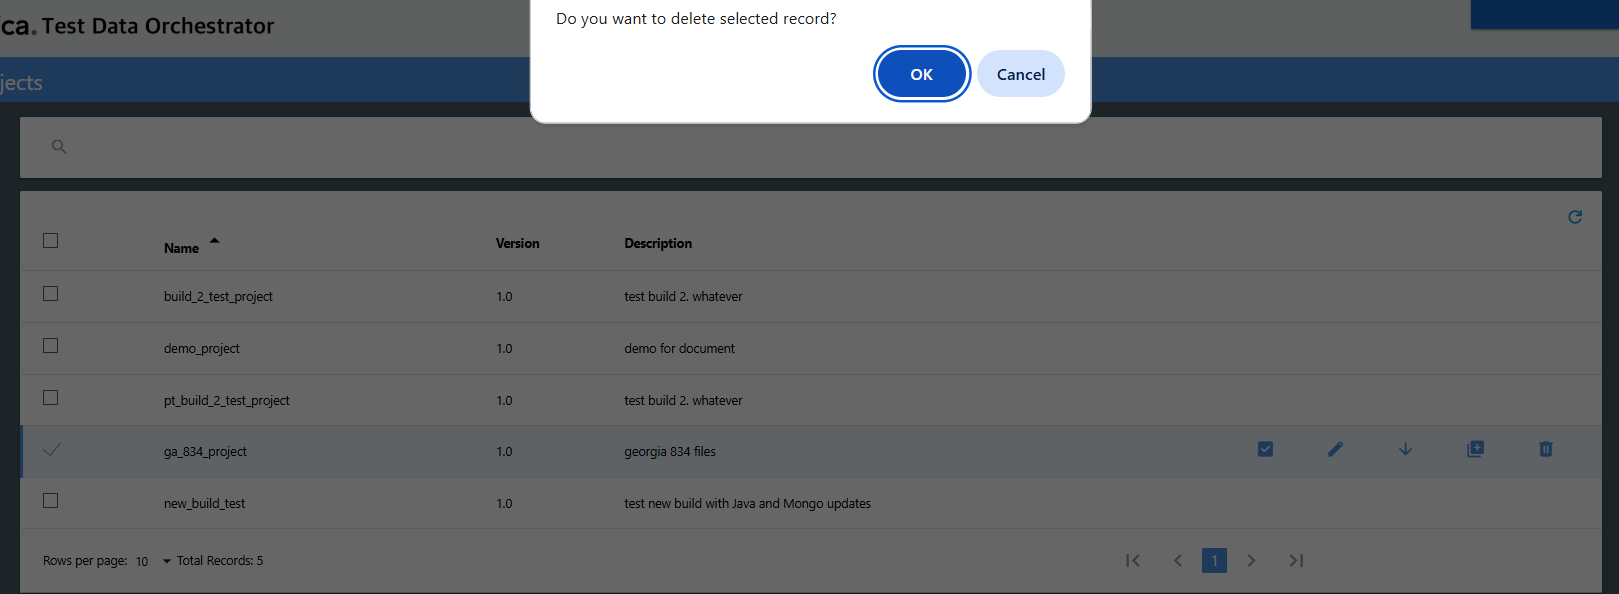 Do you want to delete selected record?
ca. Test Data Orchestrator
OK
Cancel
jects
Name
Version
Description
build_2_test_project
1.0
test build 2. whatever
demo_project
1.0
demo for document
pt_build_2_test_project
1.0
test build 2. whatever
ga_834_project
1.0
georgia 834 files
new_build_test
1.0
test new build with Java and Mongo updates
Rows per page: 10
Total Records: 5
1